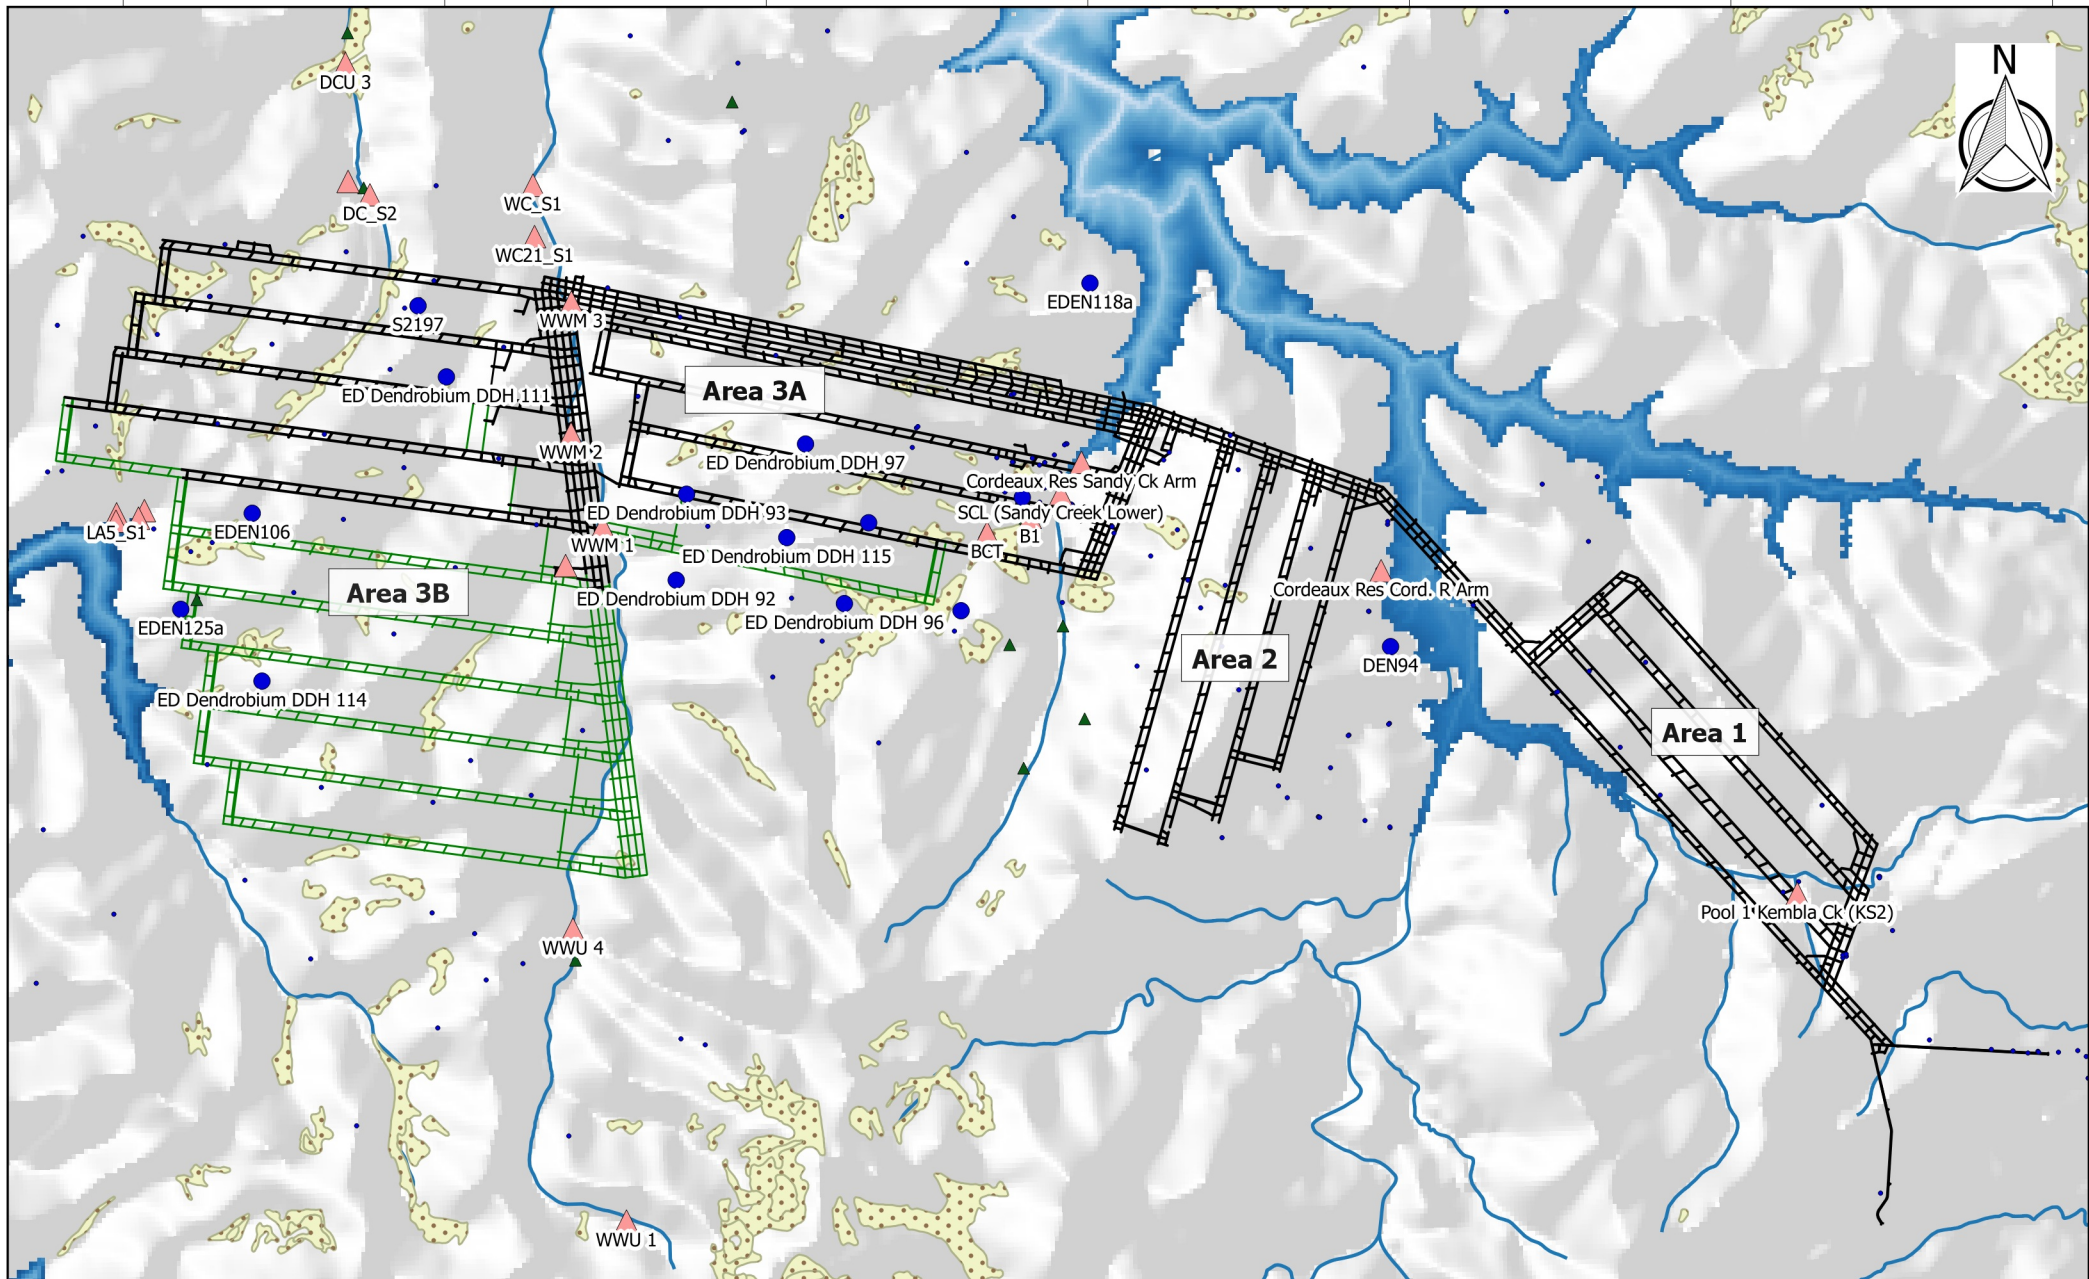 N
DCU 3
DC_S2
WC_S1
WC21_S1
EDEN118a
S2197
WWM 3
Area 3A
ED Dendrobium DDH 111
WWM 2
ED Dendrobium DDH 97
Cordeaux Res Sandy Ck Arm
ED Dendrobium DDH 93
SCL (Sandy Creek Lower)
LA5_S1
EDEN106
WWM 1
B1
BCT
ED Dendrobium DDH 115
Area 3B
ED Dendrobium DDH 92
Cordeaux Res Cord. R Arm
EDEN125a
ED Dendrobium DDH 96
Area 2
DEN94
ED Dendrobium DDH 114
Area 1
Pool 1 Kembla Ck (KS2)
WWU 4
WWU 1